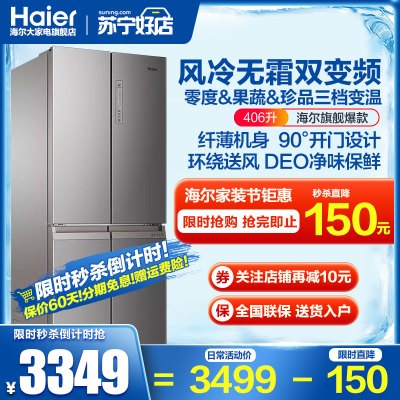 Haier
海尔大家电旗舰店
suning.com
苏宁好店
Haier
风冷无霜双变频
零度&果蔬&珍品三档变温
406升 海尔旗舰爆款
纤薄机身 90°开门设计
环绕送风 DEO净味保鲜
海尔家装节钜惠
限时抢购 抢完即止
秒杀直降
150元
限时秒杀倒计时!
保价60天!分期免息!赠运费险!
券 关注店铺再减10元
保 全国联保 送货入户
限时秒杀倒计时抢
¥3349
日常活动价
限时直降
=3499-150